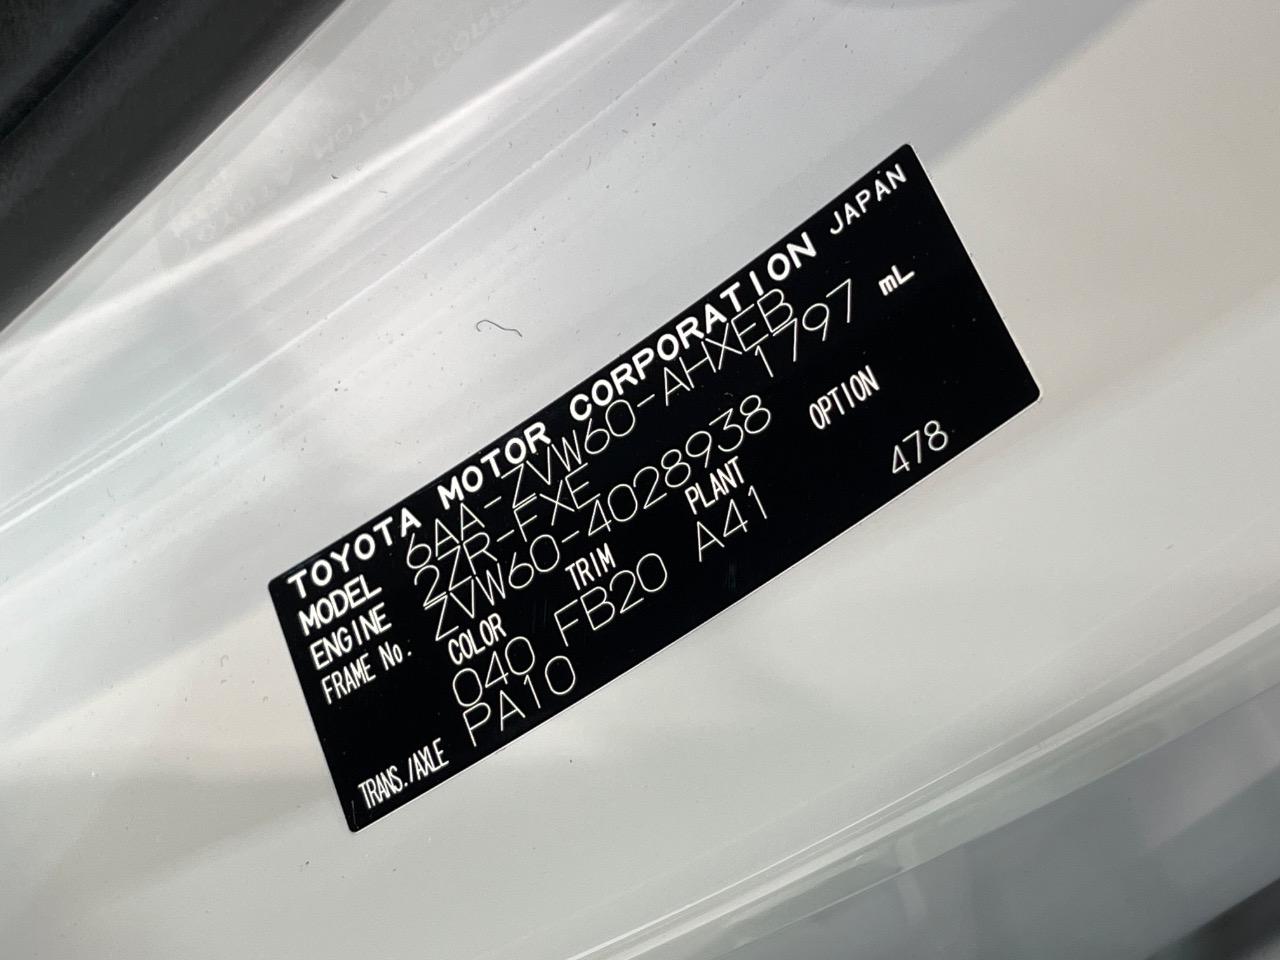 TOYOTA MOTOR CORPORATION JAPAN
MODEL 6AA-ZVW60-AHXEB
ENGINE 2ZR-FXE 1797 mL
FRAME No. ZVW60-4028938
COLOR TRIM PLANT OPTION
040 FB20 A41 478
TRANS./AXLE PA10